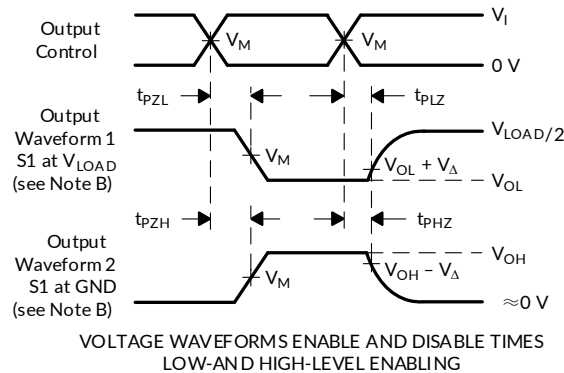 Output
Control
V_M
V_M
V_I
0 V
t_PZL
t_PLZ
Output
Waveform 1
S1 at V_LOAD
(see Note B)
V_M
V_LOAD/2
V_OL + V_Δ
V_OL
t_PZH
t_PHZ
Output
Waveform 2
S1 at GND
(see Note B)
V_M
V_OH
V_OH − V_Δ
≈0 V
VOLTAGE WAVEFORMS ENABLE AND DISABLE TIMES
LOW-AND HIGH-LEVEL ENABLING